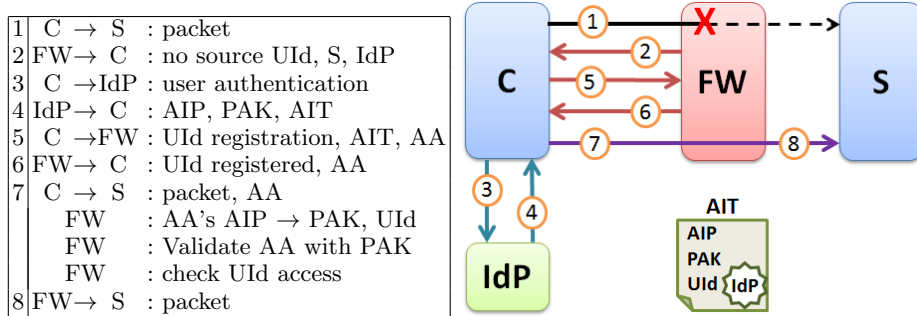 1 C → S : packet
2 FW → C : no source UId, S, IdP
3 C → IdP : user authentication
4 IdP → C : AIP, PAK, AIT
5 C → FW : UId registration, AIT, AA
6 FW → C : UId registered, AA
7 C → S : packet, AA
FW : AA's AIP → PAK, UId
FW : Validate AA with PAK
FW : check UId access
8 FW → S : packet
1
X
2
C
5
FW
S
6
7
8
3
4
IdP
AIT
AIP
PAK
UId
IdP